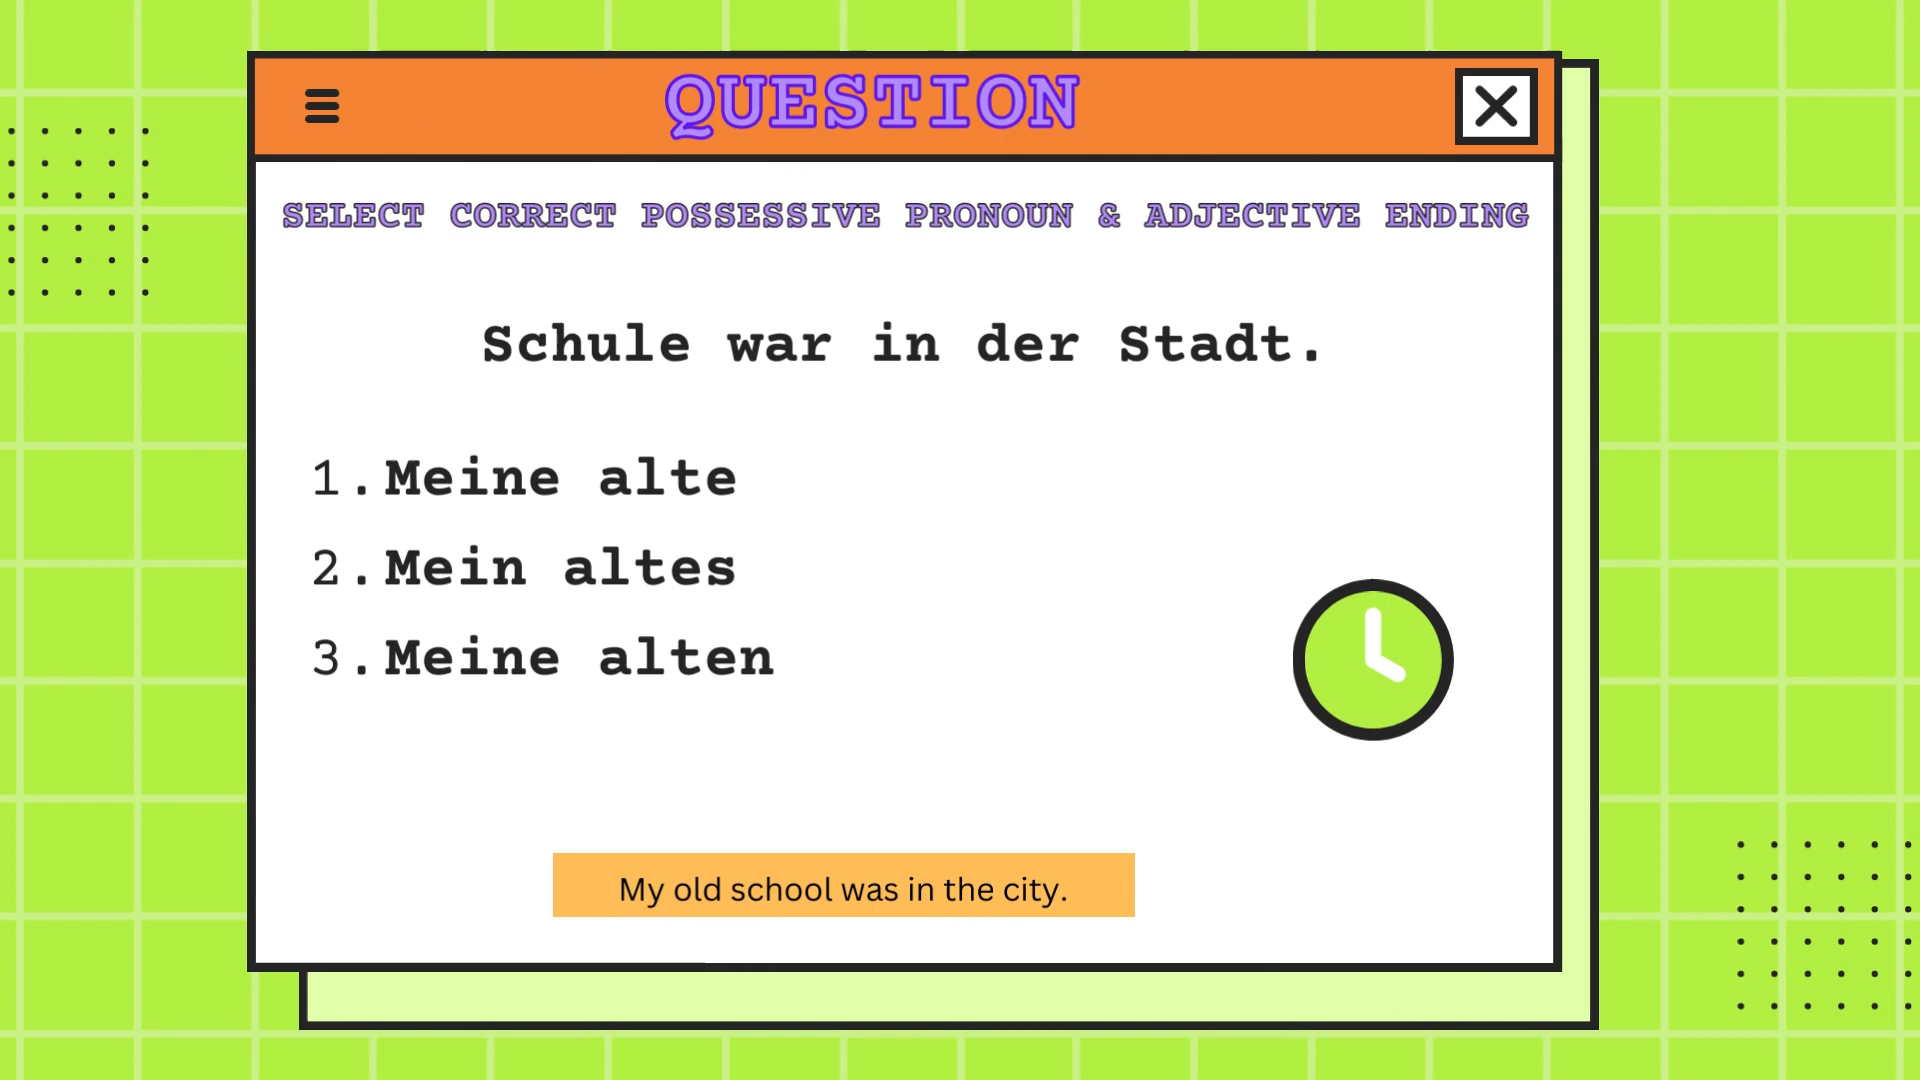 QUESTION
SELECT CORRECT POSSESSIVE PRONOUN & ADJECTIVE ENDING
Schule war in der Stadt.
1. Meine alte
2. Mein altes
3. Meine alten
My old school was in the city.